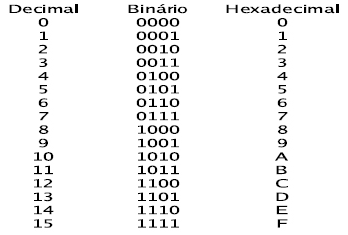 Decimal Binário Hexadecimal
0 0000 0
1 0001 1
2 0010 2
3 0011 3
4 0100 4
5 0101 5
6 0110 6
7 0111 7
8 1000 8
9 1001 9
10 1010 A
11 1011 B
12 1100 C
13 1101 D
14 1110 E
15 1111 F